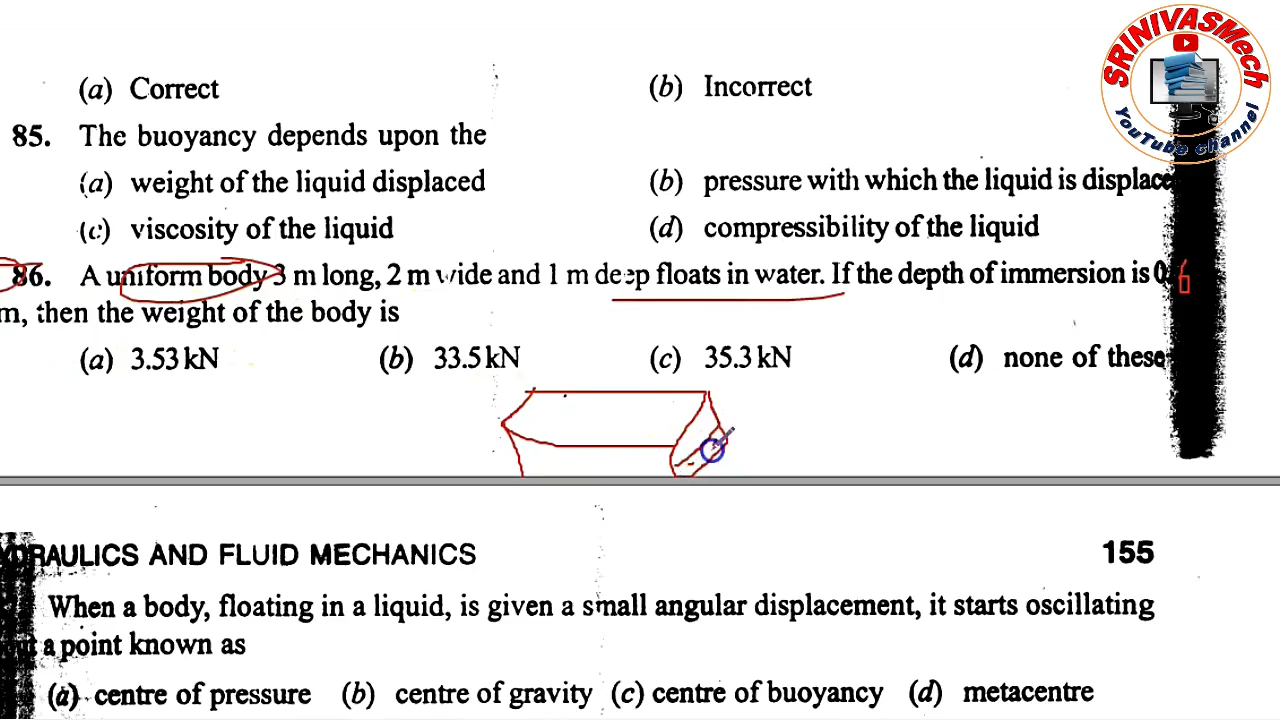 SRINIVASMech
YouTube channel
(a) Correct (b) Incorrect
85. The buoyancy depends upon the
(a) weight of the liquid displaced (b) pressure with which the liquid is displace
(c) viscosity of the liquid (d) compressibility of the liquid
86. A uniform body 3 m long, 2 m wide and 1 m deep floats in water. If the depth of immersion is 0.6
m, then the weight of the body is
(a) 3.53 kN (b) 33.5 kN (c) 35.3 kN (d) none of these
HYDRAULICS AND FLUID MECHANICS 155
When a body, floating in a liquid, is given a small angular displacement, it starts oscillating
a point known as
(a) centre of pressure (b) centre of gravity (c) centre of buoyancy (d) metacentre